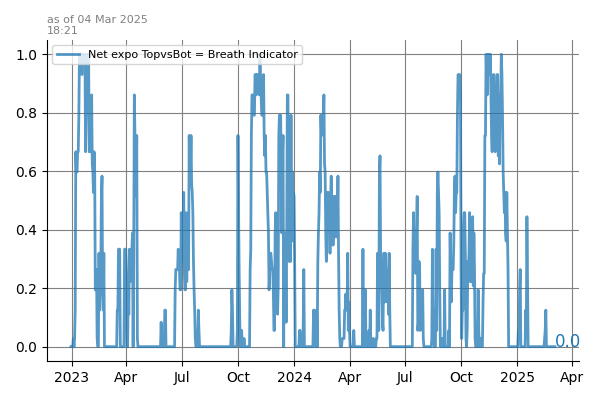 as of 04 Mar 2025
18:21
Net expo TopvsBot = Breath Indicator
1.0
0.8
0.6
0.4
0.2
0.0
0.0
2023 Apr Jul Oct 2024 Apr Jul Oct 2025 Apr